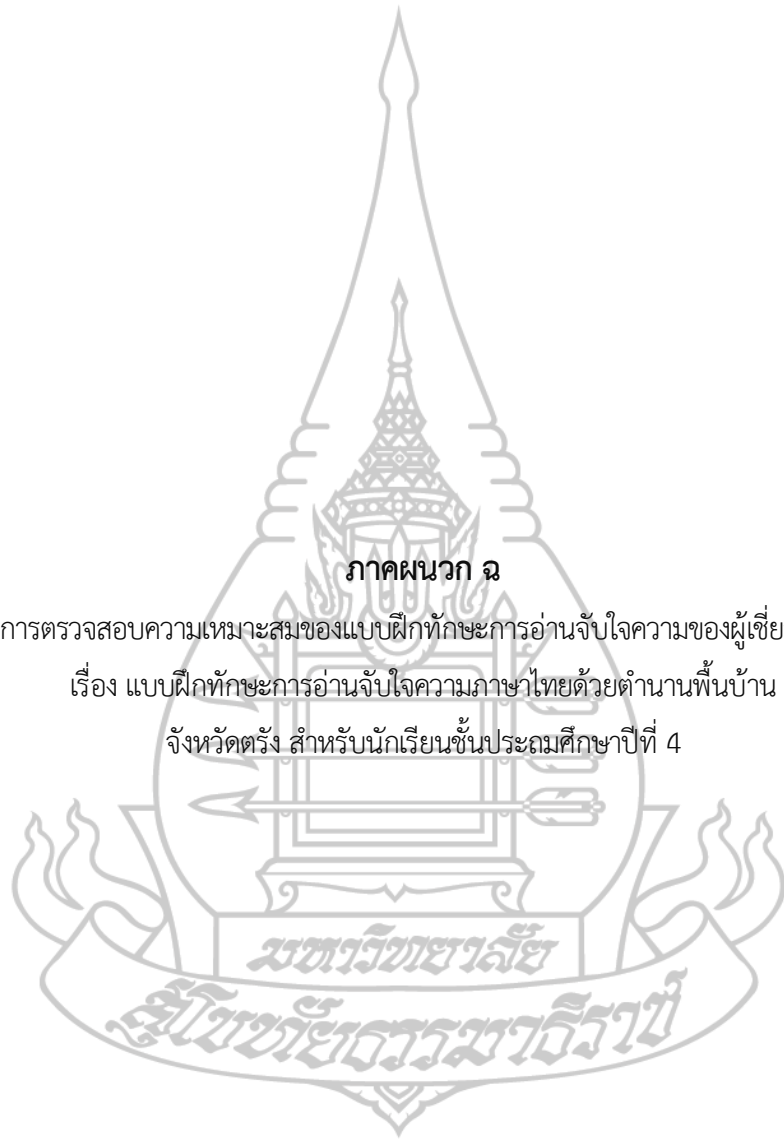 ภาคผนวก ฉ
การตรวจสอบความเหมาะสมของแบบฝึกทักษะการอ่านจับใจความของผู้เชี่ย
เรื่อง แบบฝึกทักษะการอ่านจับใจความภาษาไทยด้วยตำนานพื้นบ้าน
จังหวัดตรัง สำหรับนักเรียนชั้นประถมศึกษาปีที่ 4
มหาวิทยาลัย
สุโขทัยธรรมาธิราช